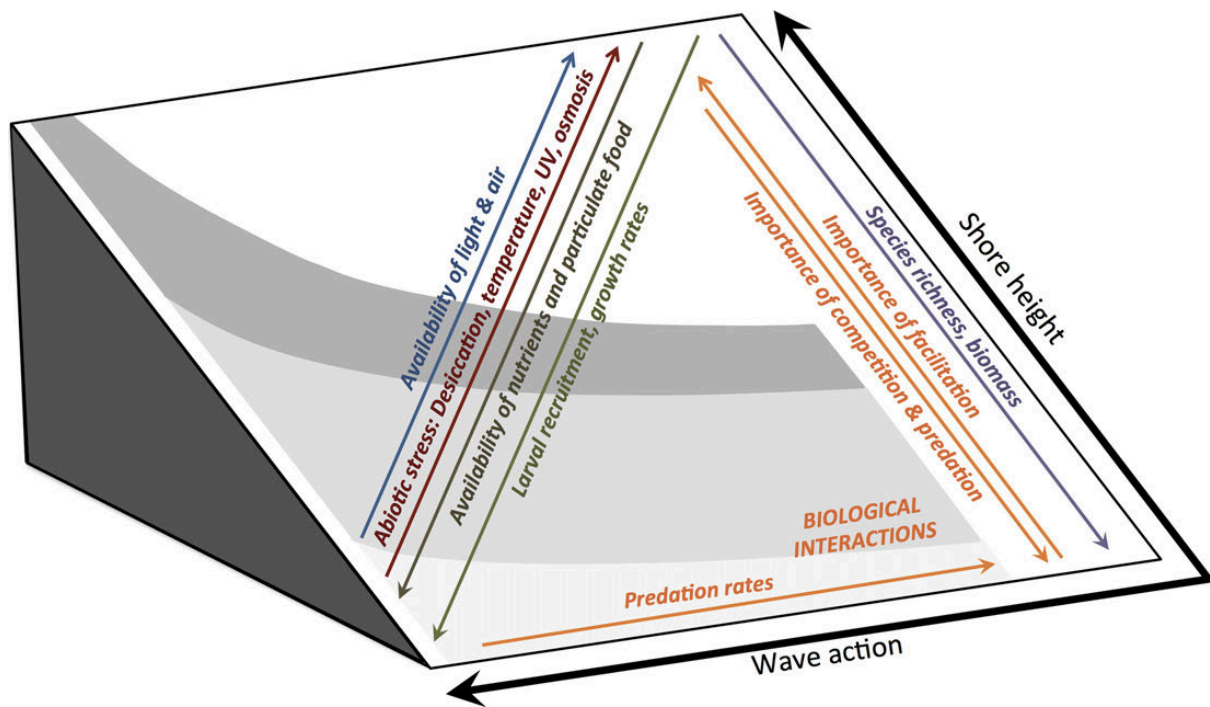 Availability of light & air
Abiotic stress: Desiccation, temperature, UV, osmosis
Availability of nutrients and particulate food
Larval recruitment, growth rates
Importance of competition & predation
Importance of facilitation
Species richness, biomass
Shore height
BIOLOGICAL
INTERACTIONS
Predation rates
Wave action